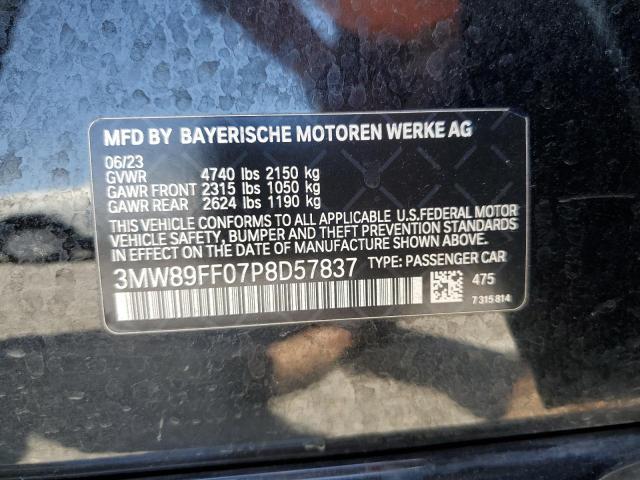 MFD BY BAYERISCHE MOTOREN WERKE AG
06/23
GVWR 4740 lbs 2150 kg
GAWR FRONT 2315 lbs 1050 kg
GAWR REAR 2624 lbs 1190 kg
THIS VEHICLE CONFORMS TO ALL APPLICABLE U.S.FEDERAL MOTOR
VEHICLE SAFETY, BUMPER, AND THEFT PREVENTION STANDARDS
IN EFFECT ON THE DATE OF MANUFACTURE SHOWN ABOVE.
3MW89FF07P8D57837 TYPE: PASSENGER CAR
475
7 315 814